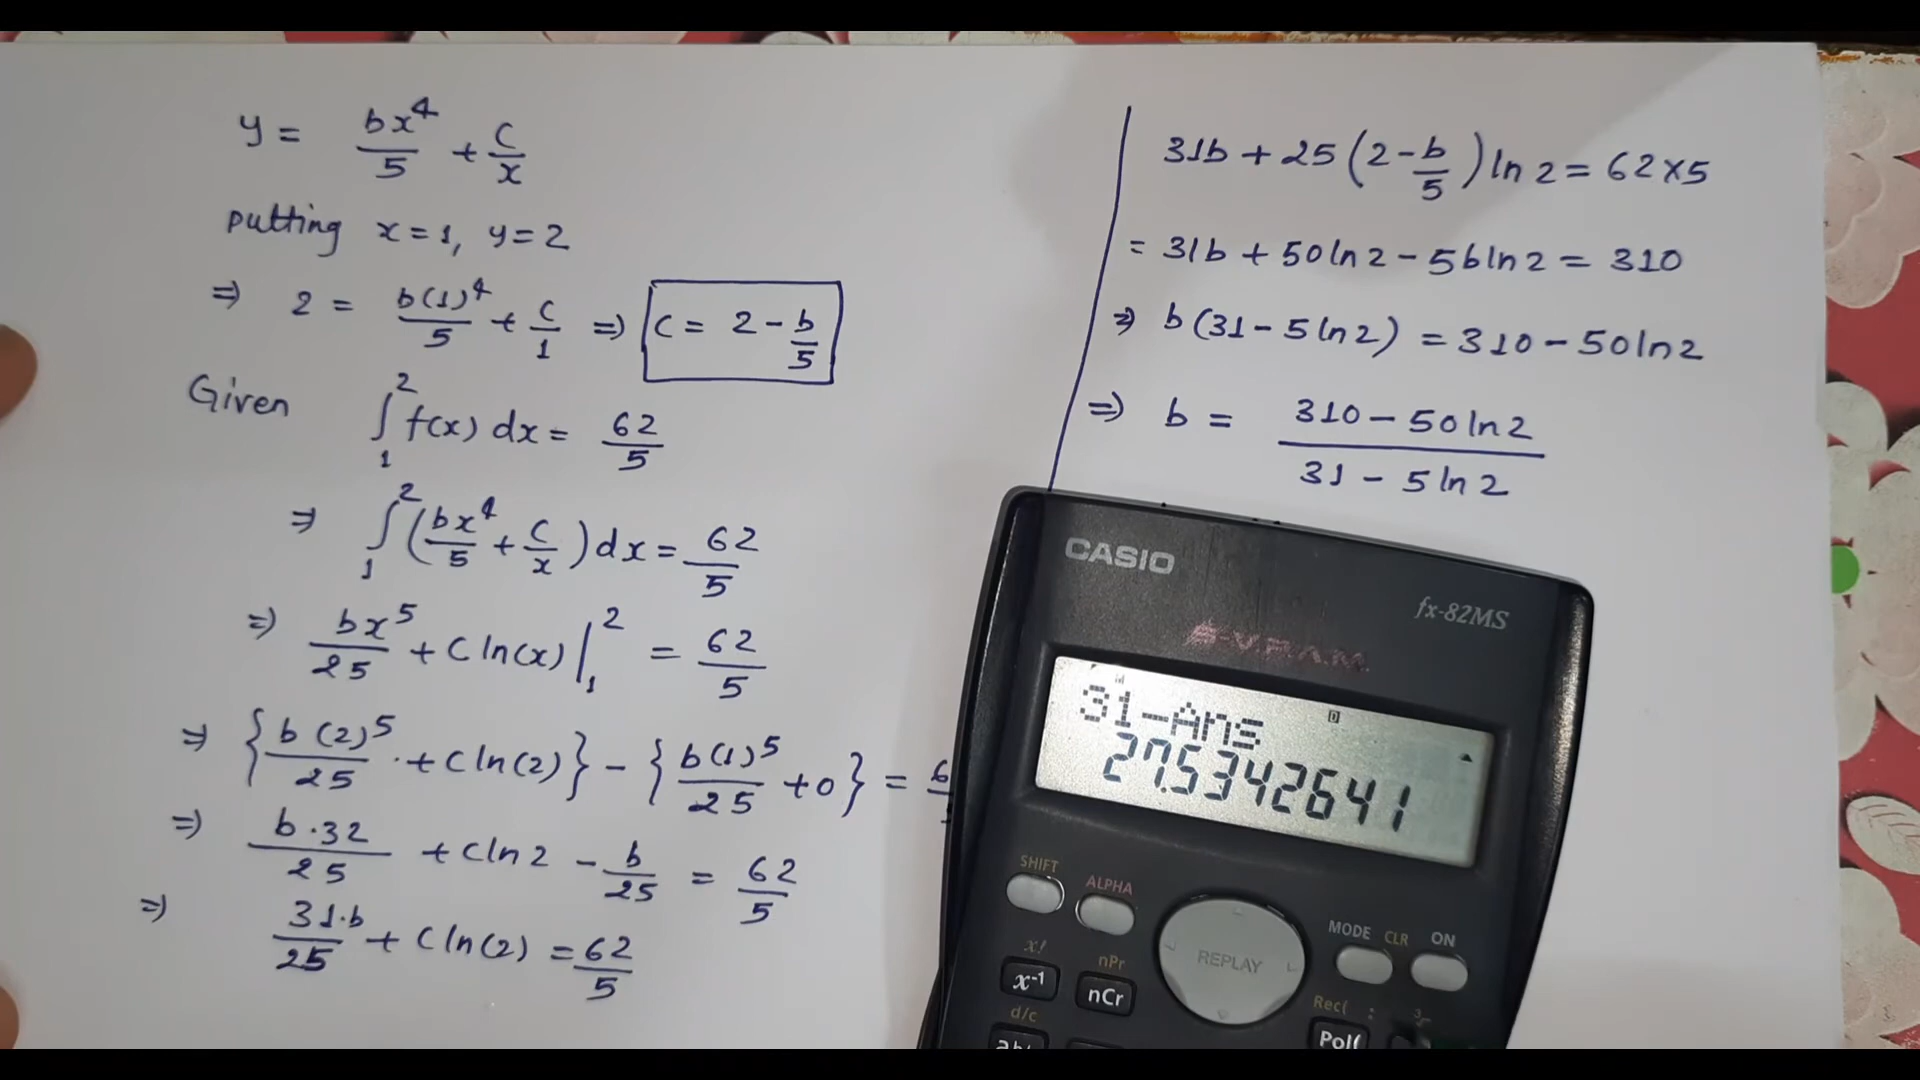 y = bx⁴/5 + c/x
putting x=1, y=2
⇒ 2 = b(1)⁴/5 + c/1 ⇒ c = 2 - b/5
Given ∫₁² f(x) dx = 62/5
⇒ ∫₁² (bx⁴/5 + c/x) dx = 62/5
⇒ bx⁵/25 + c ln(x) |₁² = 62/5
⇒ {b(2)⁵/25 + c ln(2)} - {b(1)⁵/25 + 0} = 6
⇒ b.32/25 + c ln 2 - b/25 = 62/5
⇒ 31.b/25 + c ln(2) = 62/5
31b + 25(2 - b/5) ln 2 = 62×5
= 31b + 50 ln 2 - 5b ln 2 = 310
⇒ b(31 - 5 ln 2) = 310 - 50 ln 2
⇒ b = 310 - 50 ln 2 / 31 - 5 ln 2
CASIO
fx-82MS
S-V.P.A.M.
D
31-Ans
27.5342641
SHIFT ALPHA
MODE CLR ON
REPLAY
x! nPr
x⁻¹ nCr
Rec( :
d/c
Pol(